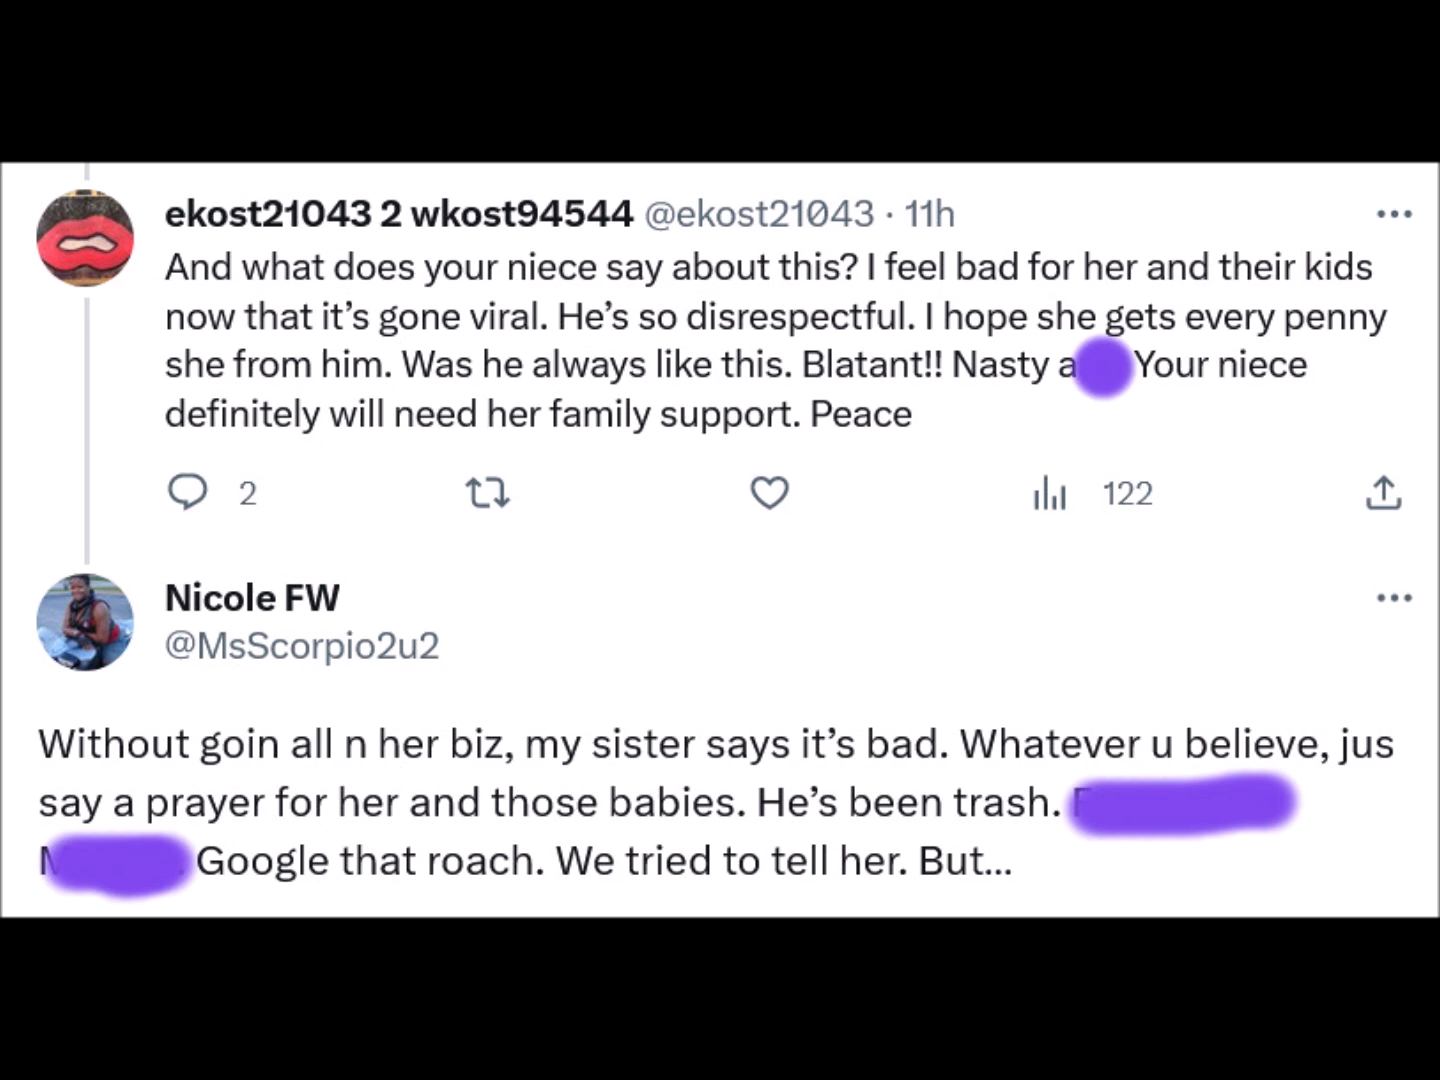 ekost21043 2 wkost94544 @ekost21043 · 11h
And what does your niece say about this? I feel bad for her and their kids
now that it's gone viral. He's so disrespectful. I hope she gets every penny
she from him. Was he always like this. Blatant!! Nasty a Your niece
definitely will need her family support. Peace
2 122
Nicole FW
@MsScorpio2u2
Without goin all n her biz, my sister says it's bad. Whatever u believe, jus
say a prayer for her and those babies. He's been trash.
Google that roach. We tried to tell her. But...